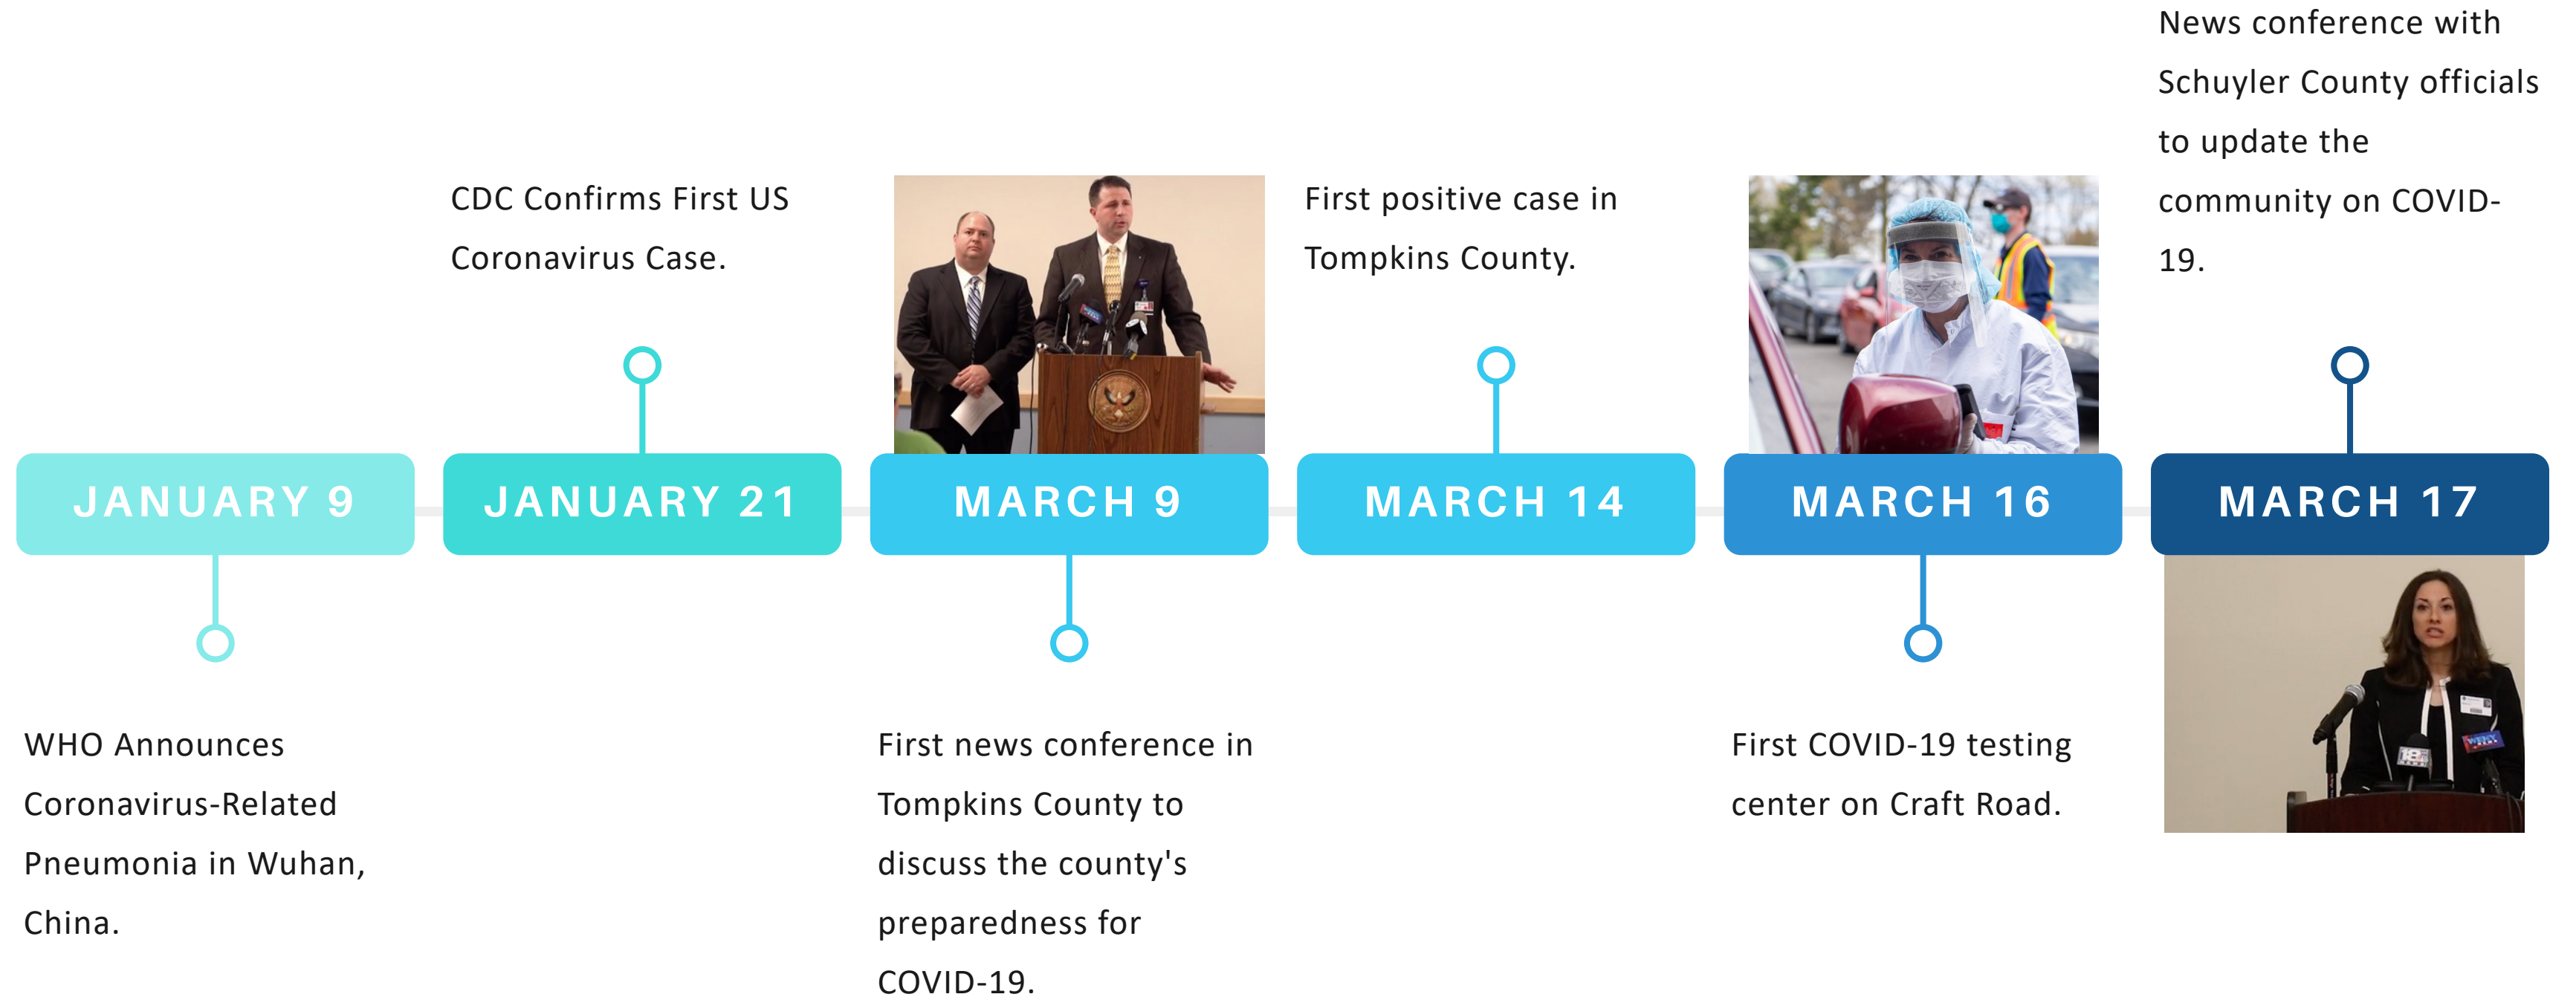 JANUARY 9
WHO Announces
Coronavirus-Related
Pneumonia in Wuhan,
China.
CDC Confirms First US
Coronavirus Case.
JANUARY 21
MARCH 9
First news conference in
Tompkins County to
discuss the county's
preparedness for
COVID-19.
First positive case in
Tompkins County.
MARCH 14
MARCH 16
First COVID-19 testing
center on Craft Road.
News conference with
Schuyler County officials
to update the
community on COVID-
19.
MARCH 17
18
WENY